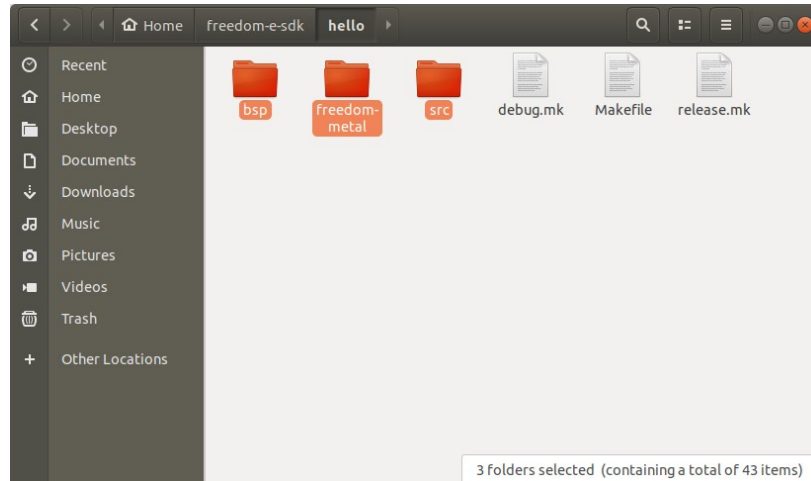 Home freedom-e-sdk hello
Recent
Home
Desktop
Documents
Downloads
Music
Pictures
Videos
Trash
Other Locations
bsp freedom-metal src debug.mk Makefile release.mk
3 folders selected (containing a total of 43 items)